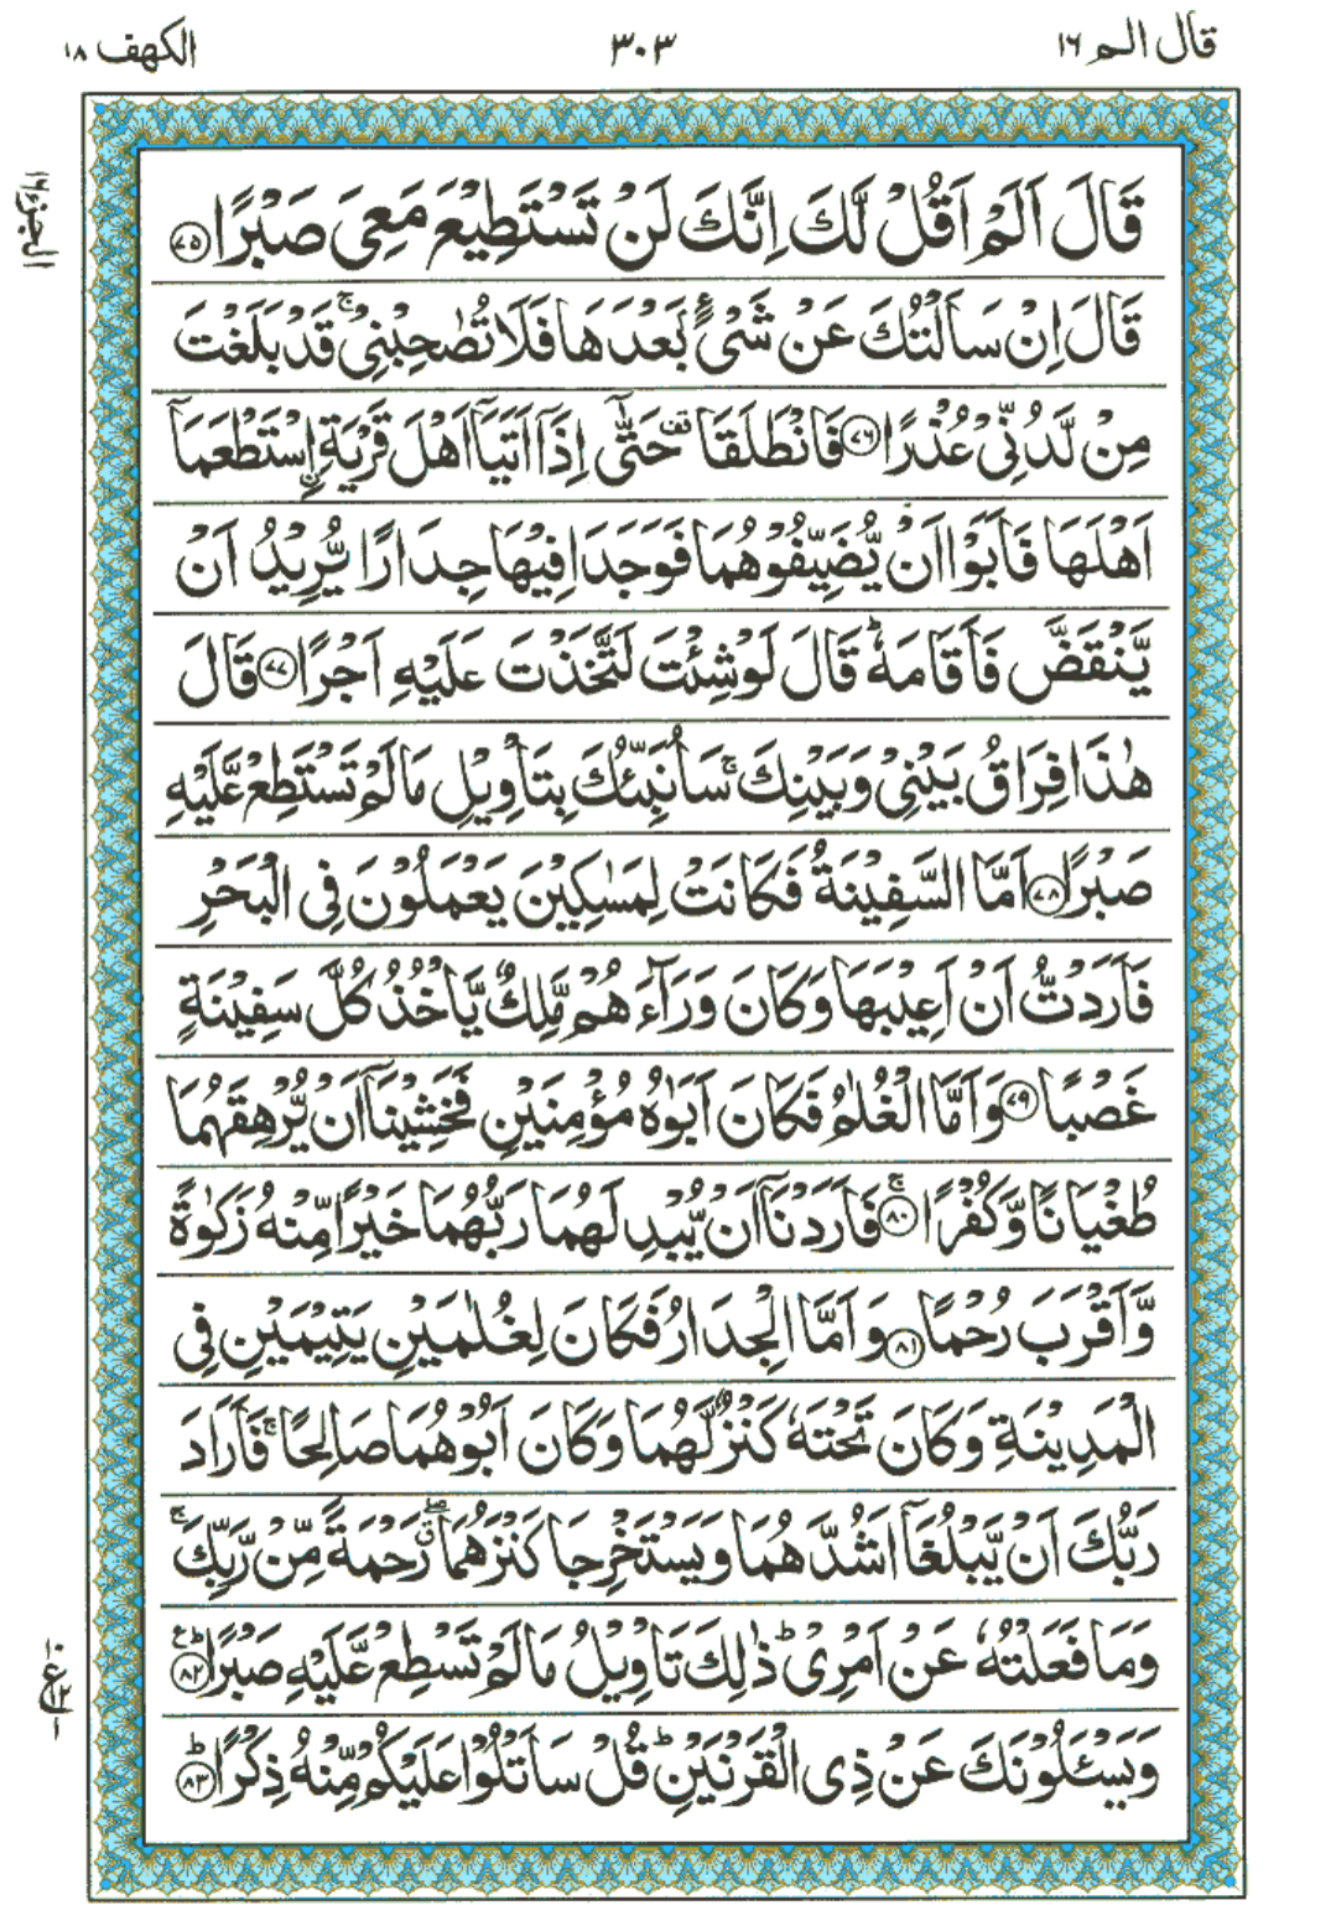 قال الم ١٦
٣٠٣
الكهف ١٨
الجزء ١٦
قَالَ اَلَمْ اَقُلْ لَّكَ اِنَّكَ لَنْ تَسْتَطِيْعَ مَعِىَ صَبْرًا ﴿٧٥﴾
قَالَ اِنْ سَاَلْتُكَ عَنْ شَىْءٍۭ بَعْدَهَا فَلَا تُصٰحِبْنِىْ ۚ قَدْ بَلَغْتَ
مِنْ لَّدُنِّىْ عُذْرًا ﴿٧٦﴾ فَانْطَلَقَا ۥقف حَتّٰٓى اِذَآ اَتَيَآ اَهْلَ قَرْيَةِ ۨاسْتَطْعَمَآ
اَهْلَهَا فَاَبَوْا اَنْ يُّضَيِّفُوْهُمَا فَوَجَدَا فِيْهَا جِدَارًا يُّرِيْدُ اَنْ
يَّنْقَضَّ فَاَقَامَهٗ ؕ قَالَ لَوْ شِئْتَ لَتَّخَذْتَ عَلَيْهِ اَجْرًا ﴿٧٧﴾ قَالَ
هٰذَا فِرَاقُ بَيْنِىْ وَبَيْنِكَ ۚ سَاُنَبِّئُكَ بِتَاْوِيْلِ مَا لَمْ تَسْتَطِعْ عَّلَيْهِ
صَبْرًا ﴿٧٨﴾ اَمَّا السَّفِيْنَةُ فَكَانَتْ لِمَسٰكِيْنَ يَعْمَلُوْنَ فِى الْبَحْرِ
فَاَرَدْتُّ اَنْ اَعِيْبَهَا وَكَانَ وَرَآءَهُمْ مَّلِكٌ يَّاْخُذُ كُلَّ سَفِيْنَةٍ
غَصْبًا ﴿٧٩﴾ وَاَمَّا الْغُلٰمُ فَكَانَ اَبَوٰهُ مُؤْمِنَيْنِ فَخَشِيْنَآ اَنْ يُّرْهِقَهُمَا
طُغْيَانًا وَّكُفْرًا ۚ ﴿٨٠﴾ فَاَرَدْنَآ اَنْ يُّبْدِلَهُمَا رَبُّهُمَا خَيْرًا مِّنْهُ زَكٰوةً
وَّاَقْرَبَ رُحْمًا ﴿٨١﴾ وَاَمَّا الْجِدَارُ فَكَانَ لِغُلٰمَيْنِ يَتِيْمَيْنِ فِى
الْمَدِيْنَةِ وَكَانَ تَحْتَهٗ كَنْزٌ لَّهُمَا وَكَانَ اَبُوْهُمَا صَالِحًا ۚ فَاَرَادَ
رَبُّكَ اَنْ يَّبْلُغَآ اَشُدَّهُمَا وَيَسْتَخْرِجَا كَنْزَهُمَا ۖق رَحْمَةً مِّنْ رَّبِّكَ ۚ
وَمَا فَعَلْتُهٗ عَنْ اَمْرِىْ ؕ ذٰلِكَ تَاْوِيْلُ مَا لَمْ تَسْطِعْ عَّلَيْهِ صَبْرًا ؕع ﴿٨٢﴾
وَيَسْـَٔلُوْنَكَ عَنْ ذِى الْقَرْنَيْنِ ؕ قُلْ سَاَتْلُوْا عَلَيْكُمْ مِّنْهُ ذِكْرًا ؕ ﴿٨٣﴾